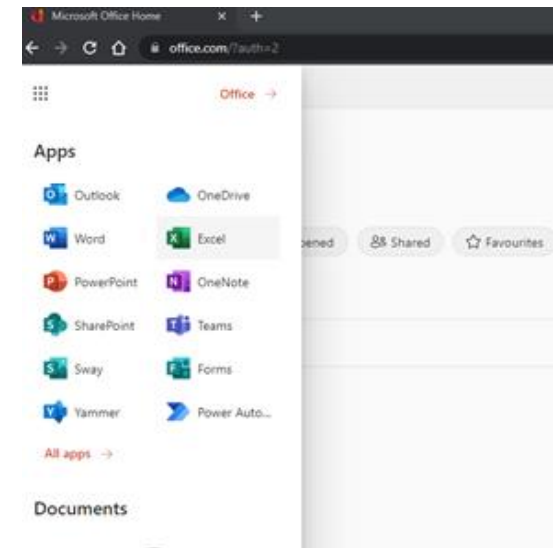 Microsoft Office Home
office.com/?auth=2
Office →
Apps
Outlook OneDrive
Word Excel
PowerPoint OneNote
SharePoint Teams
Sway Forms
Yammer Power Auto...
All apps →
Documents
pened Shared Favourites